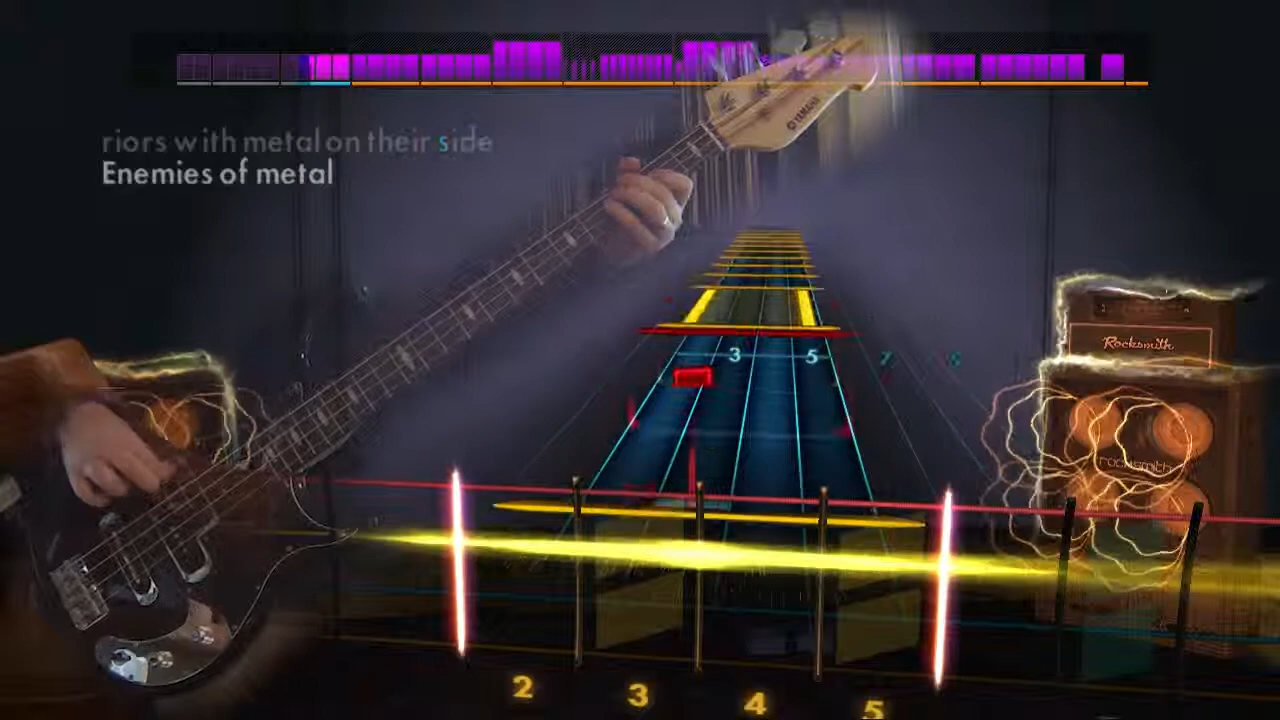 riors with metal on their side
Enemies of metal
YAMAHA
Rocksmith
3 5 7 9
rocksmith
2 3 4 5